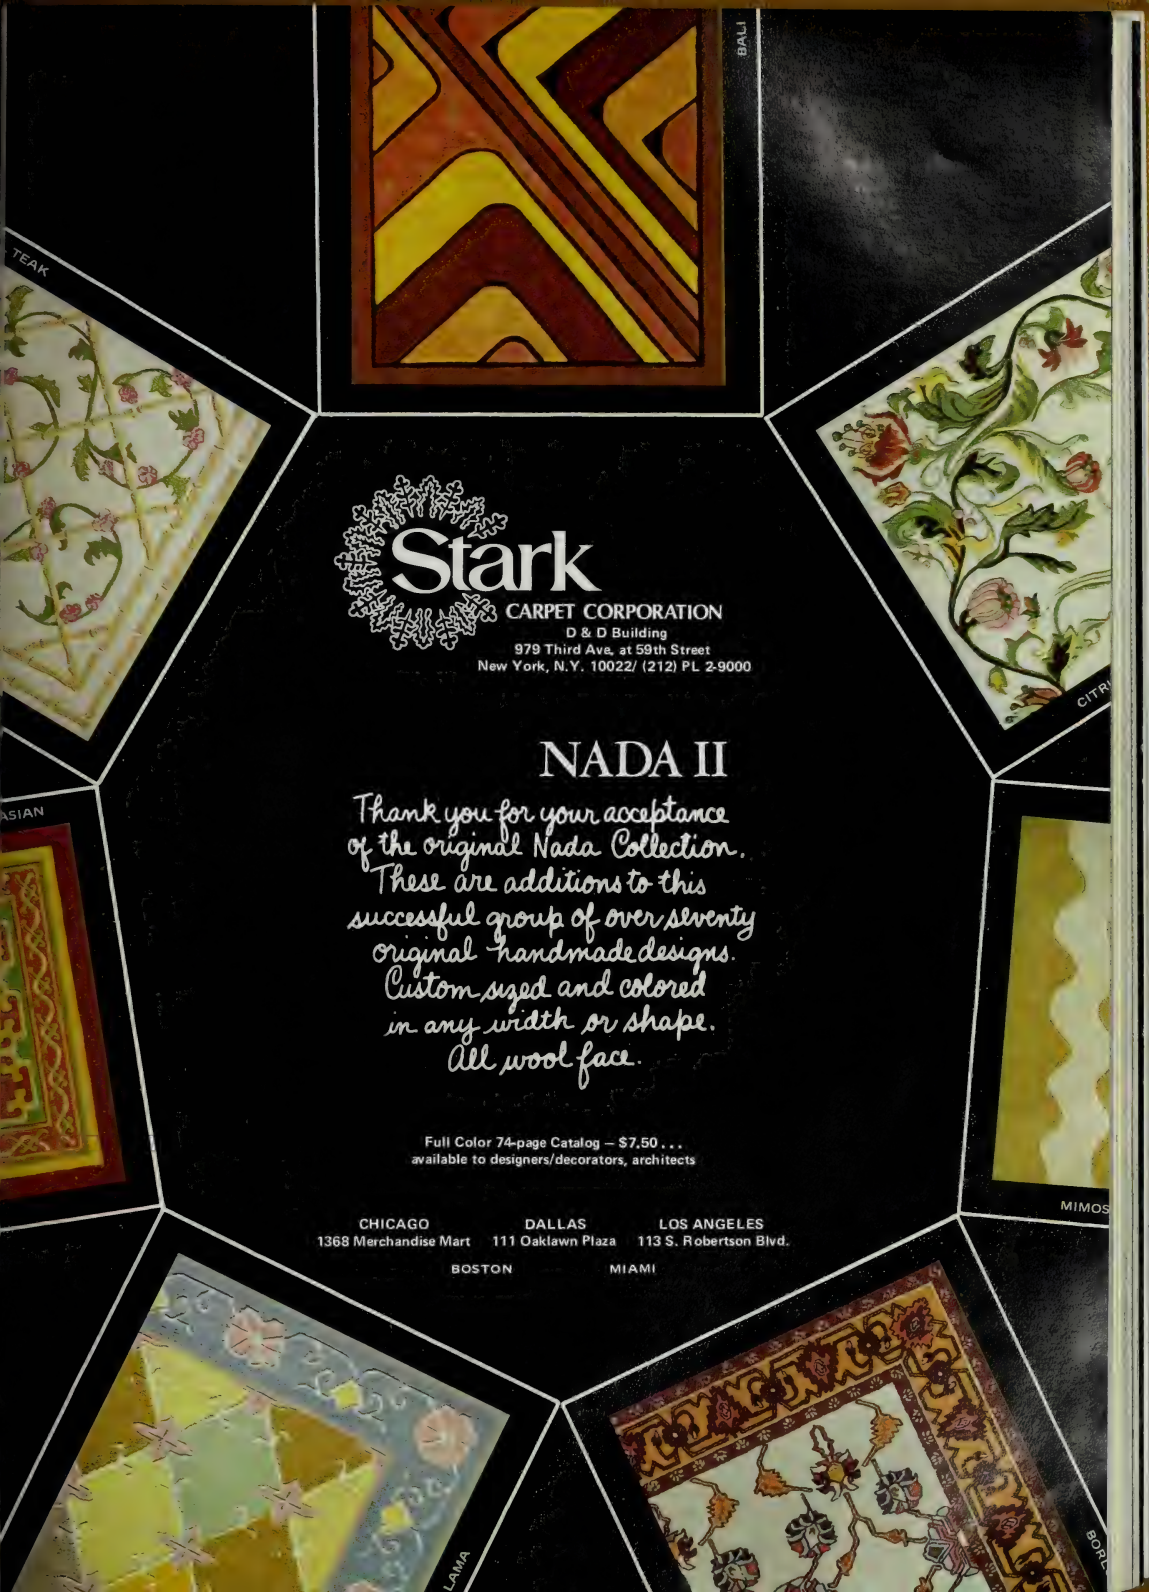 BALI
TEAK
Stark
CARPET CORPORATION
D & D Building
979 Third Ave, at 59th Street
New York, N.Y. 10022/ (212) PL 2-9000
NADA II
Thank you for your acceptance
of the original Nada Collection.
These are additions to this
successful group of over seventy
original handmade designs.
Custom sized and colored
in any width or shape.
All wool face.
Full Color 74-page Catalog — $7.50 . . .
available to designers/decorators, architects
CHICAGO DALLAS LOS ANGELES
1368 Merchandise Mart 111 Oaklawn Plaza 113 S. Robertson Blvd.
BOSTON MIAMI